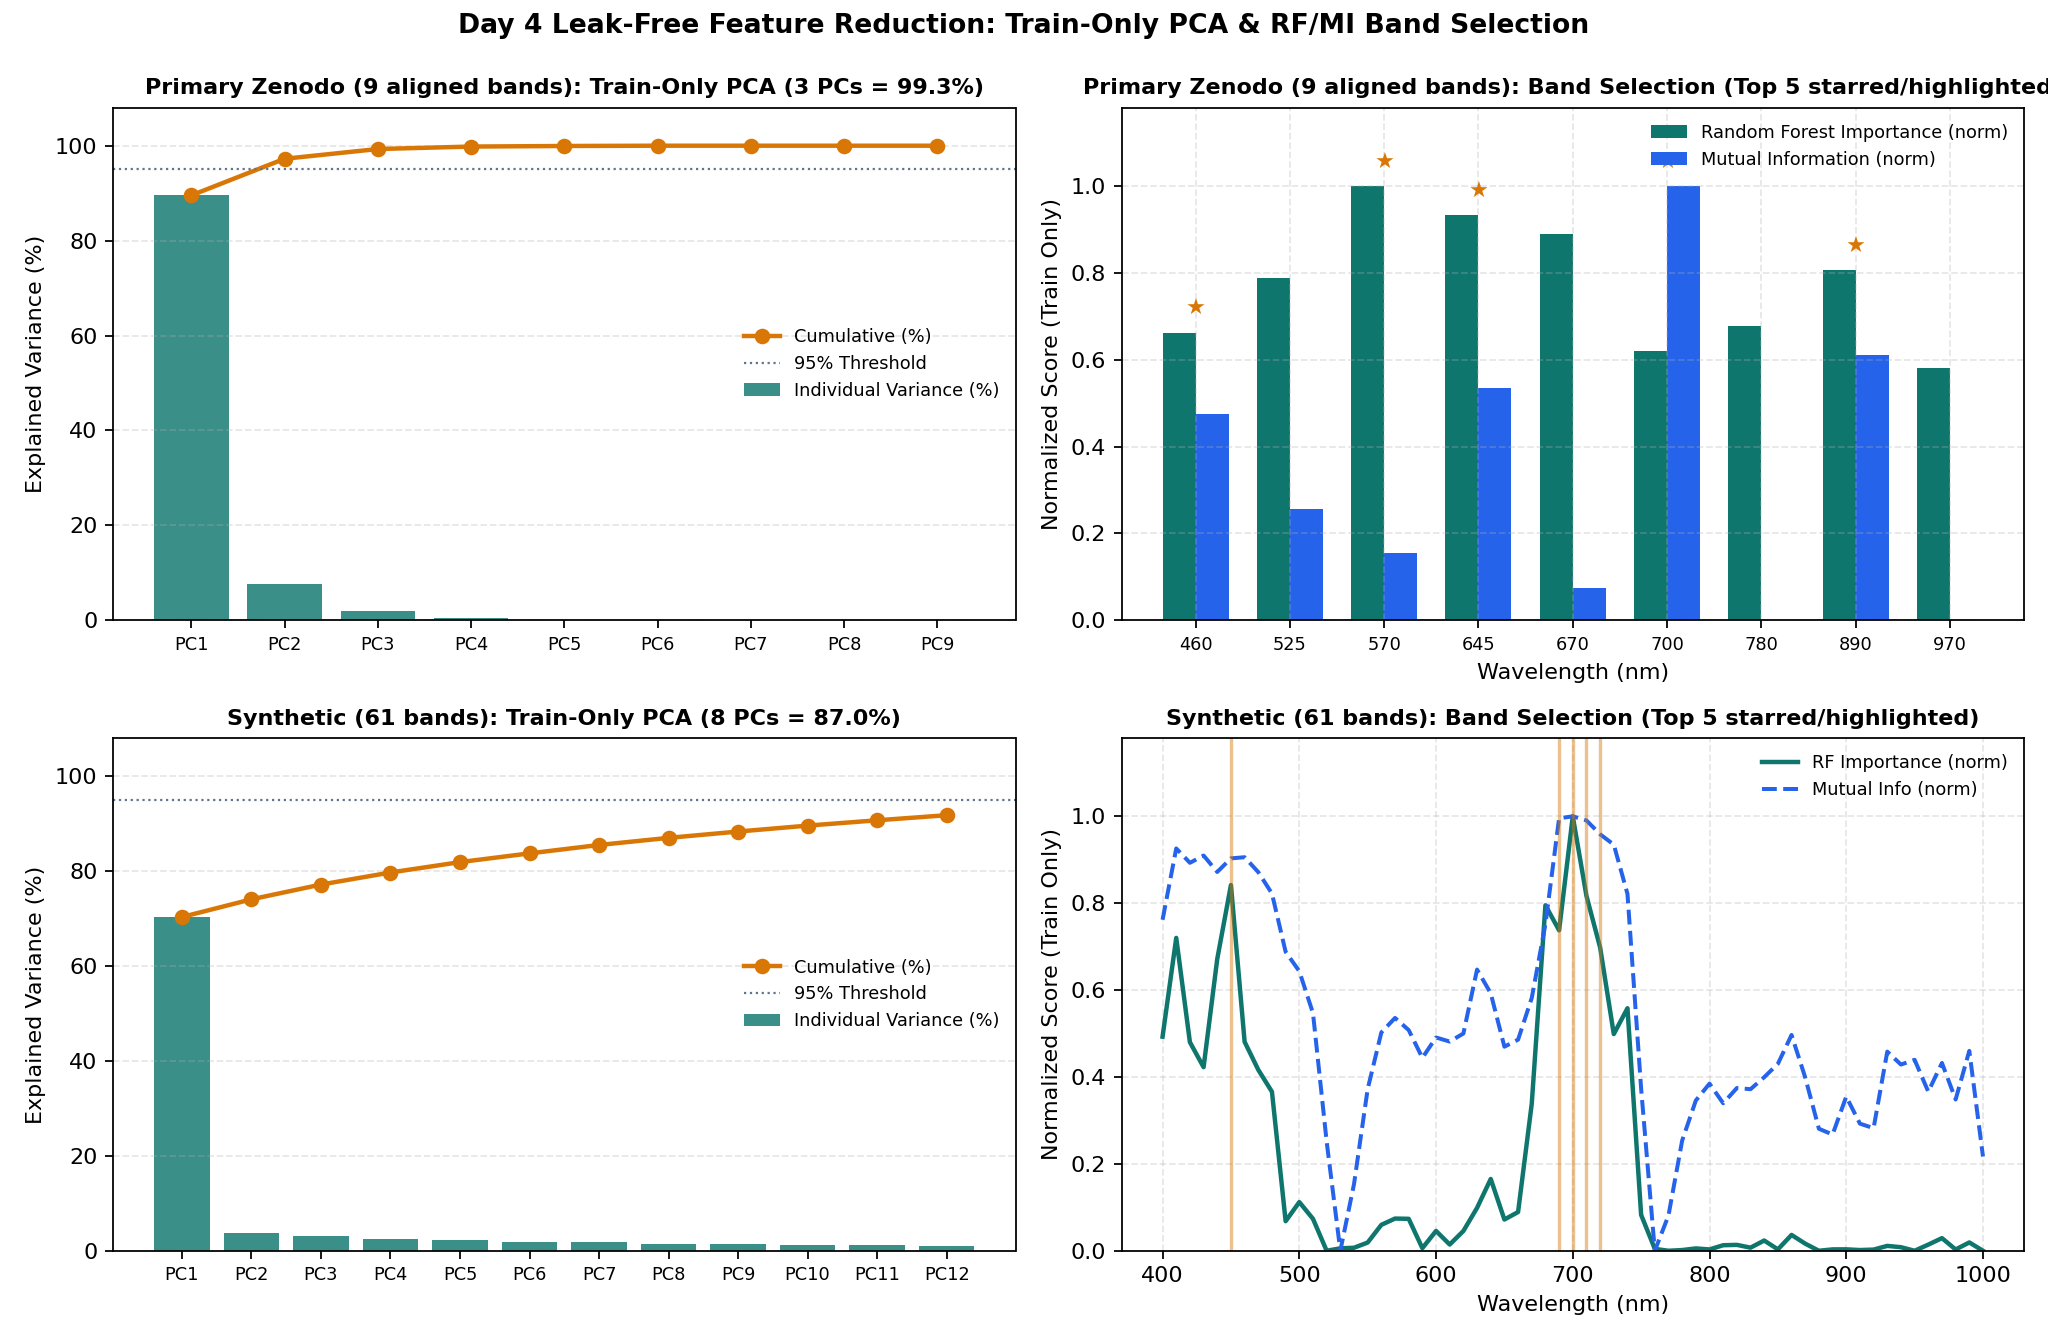 Day 4 Leak-Free Feature Reduction: Train-Only PCA & RF/MI Band Selection
Primary Zenodo (9 aligned bands): Train-Only PCA (3 PCs = 99.3%)
Explained Variance (%)
100
80
60
40
20
0
Cumulative (%)
95% Threshold
Individual Variance (%)
PC1 PC2 PC3 PC4 PC5 PC6 PC7 PC8 PC9
Primary Zenodo (9 aligned bands): Band Selection (Top 5 starred/highlighted
Normalized Score (Train Only)
Random Forest Importance (norm)
Mutual Information (norm)
1.0
0.8
0.6
0.4
0.2
0.0
460 525 570 645 670 700 780 890 970
Wavelength (nm)
Synthetic (61 bands): Train-Only PCA (8 PCs = 87.0%)
Explained Variance (%)
100
80
60
40
20
0
Cumulative (%)
95% Threshold
Individual Variance (%)
PC1 PC2 PC3 PC4 PC5 PC6 PC7 PC8 PC9 PC10 PC11 PC12
Synthetic (61 bands): Band Selection (Top 5 starred/highlighted)
Normalized Score (Train Only)
RF Importance (norm)
Mutual Info (norm)
1.0
0.8
0.6
0.4
0.2
0.0
400 500 600 700 800 900 1000
Wavelength (nm)